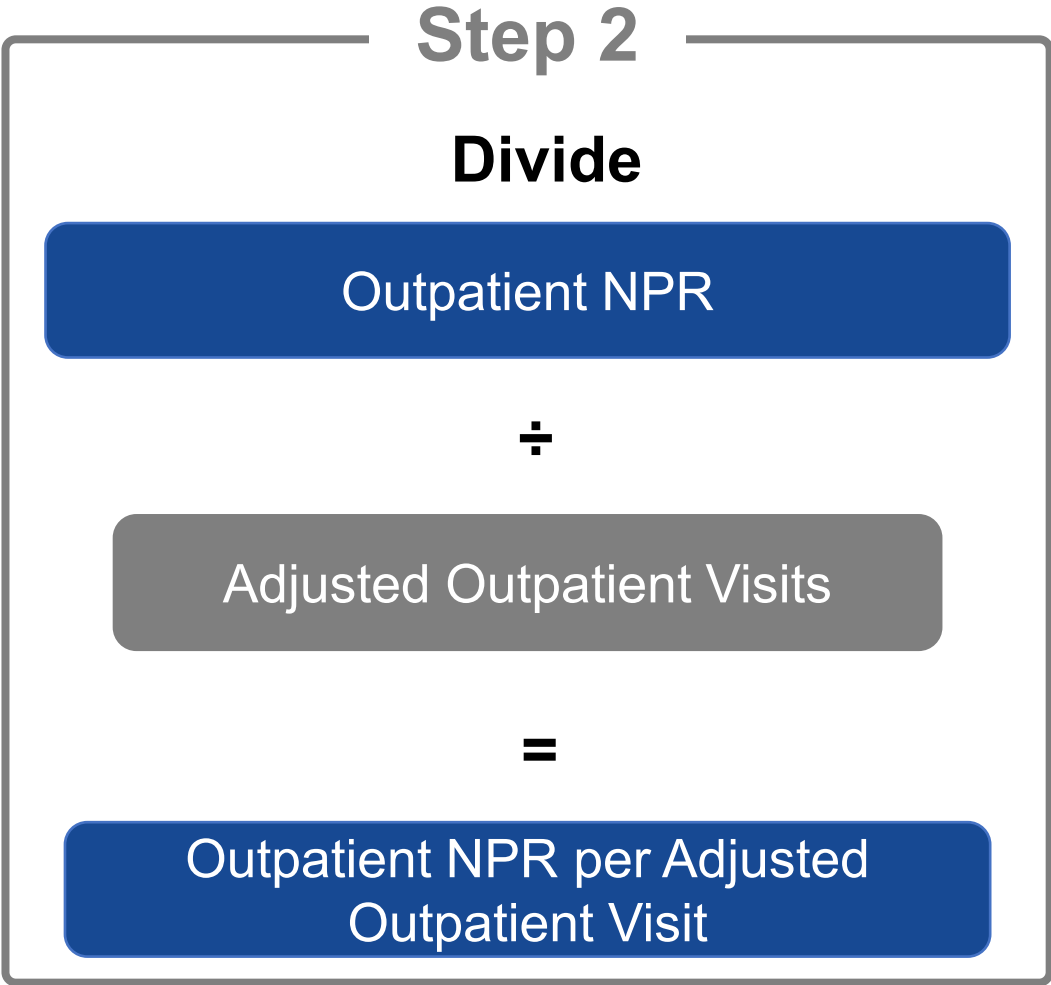 Step 2
Divide
Outpatient NPR
÷
Adjusted Outpatient Visits
=
Outpatient NPR per Adjusted
Outpatient Visit